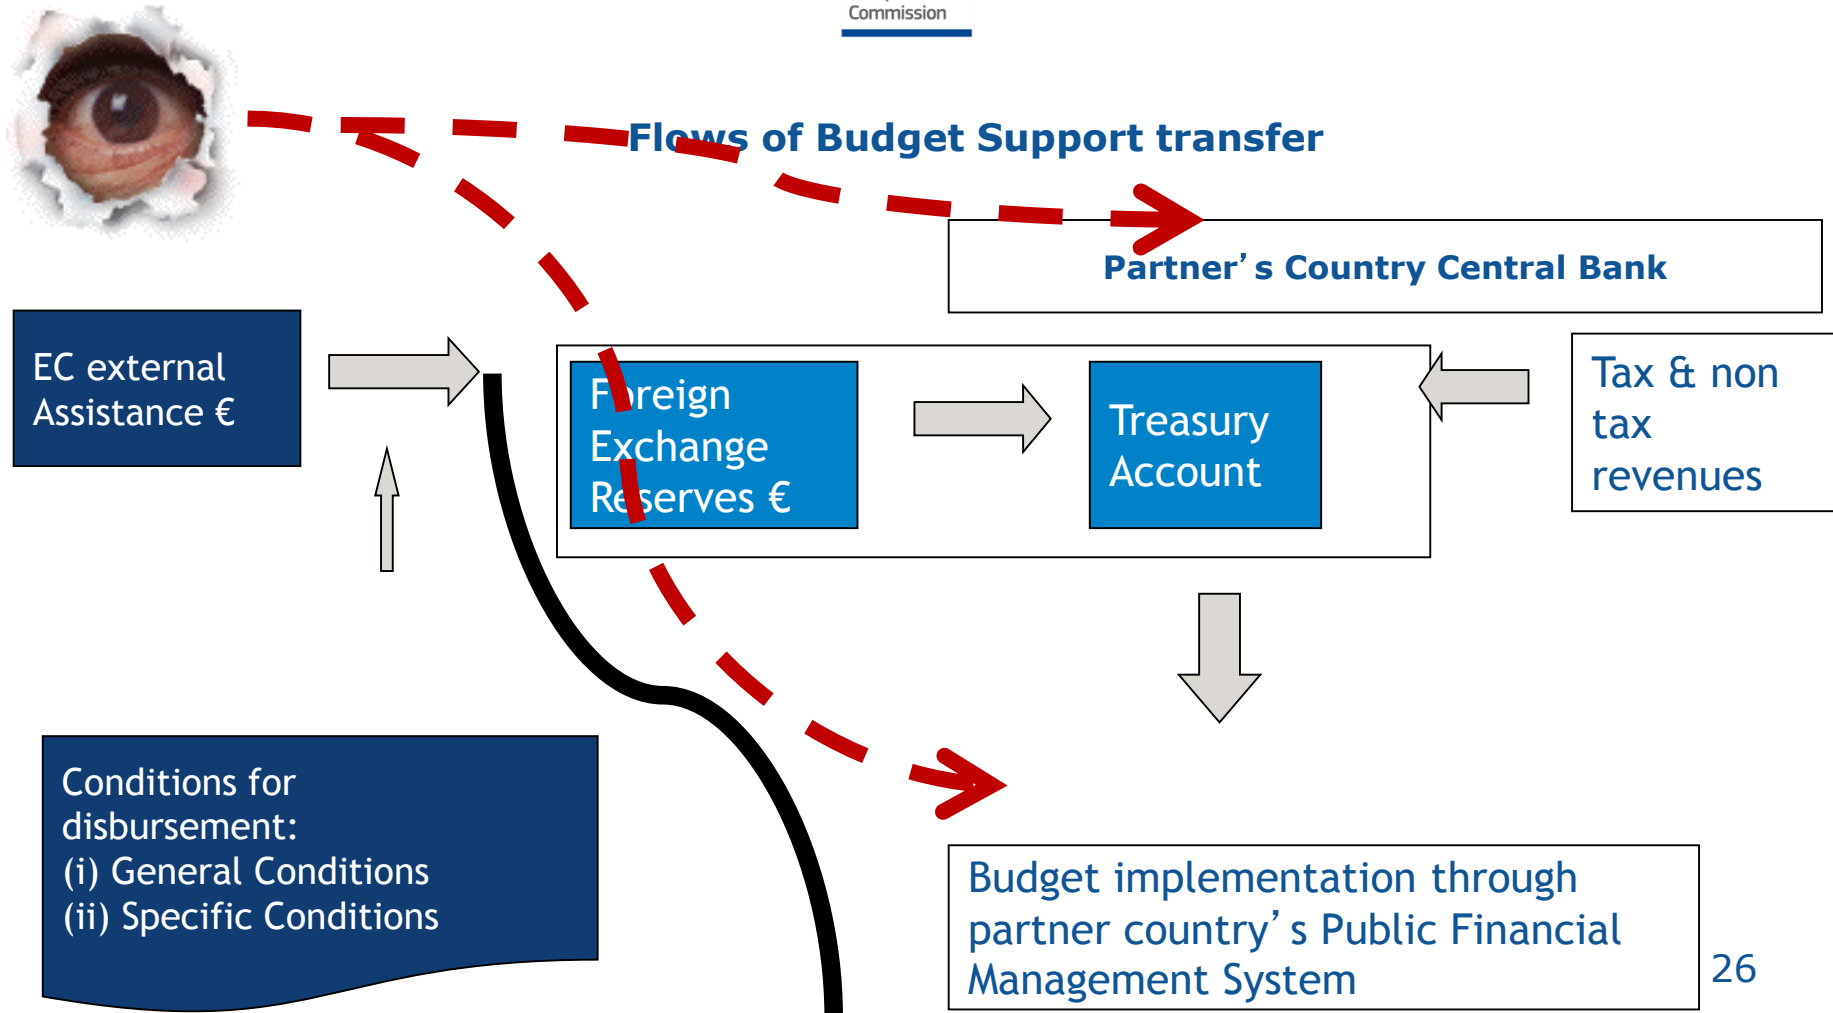 Commission
Flows of Budget Support transfer
Partner’s Country Central Bank
EC external
Assistance €
Foreign
Exchange
Reserves €
Treasury
Account
Tax & non
tax
revenues
Conditions for
disbursement:
(i) General Conditions
(ii) Specific Conditions
Budget implementation through
partner country’s Public Financial
Management System
26